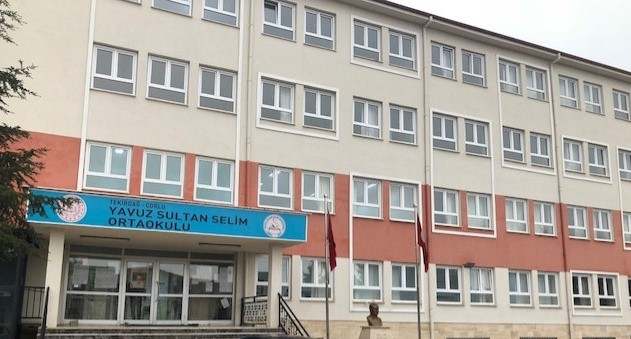 TEKİRDAĞ - ÇORLU
YAVUZ SULTAN SELİM
ORTAOKULU